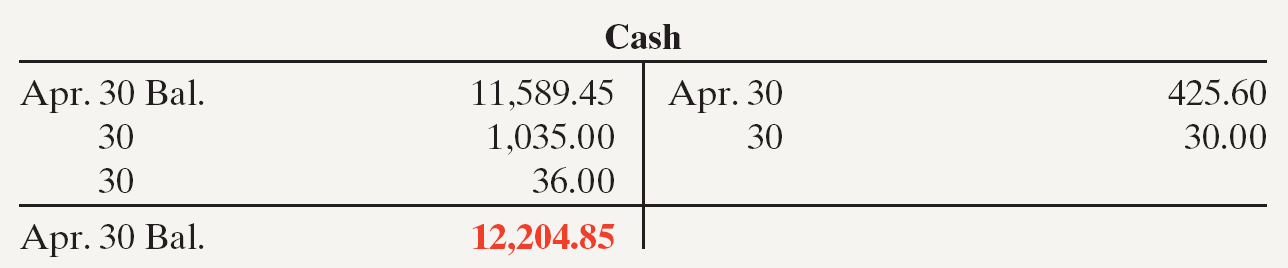 Cash
Apr. 30 Bal. 11,589.45 Apr. 30 425.60
30 1,035.00 30 30.00
30 36.00
Apr. 30 Bal. 12,204.85